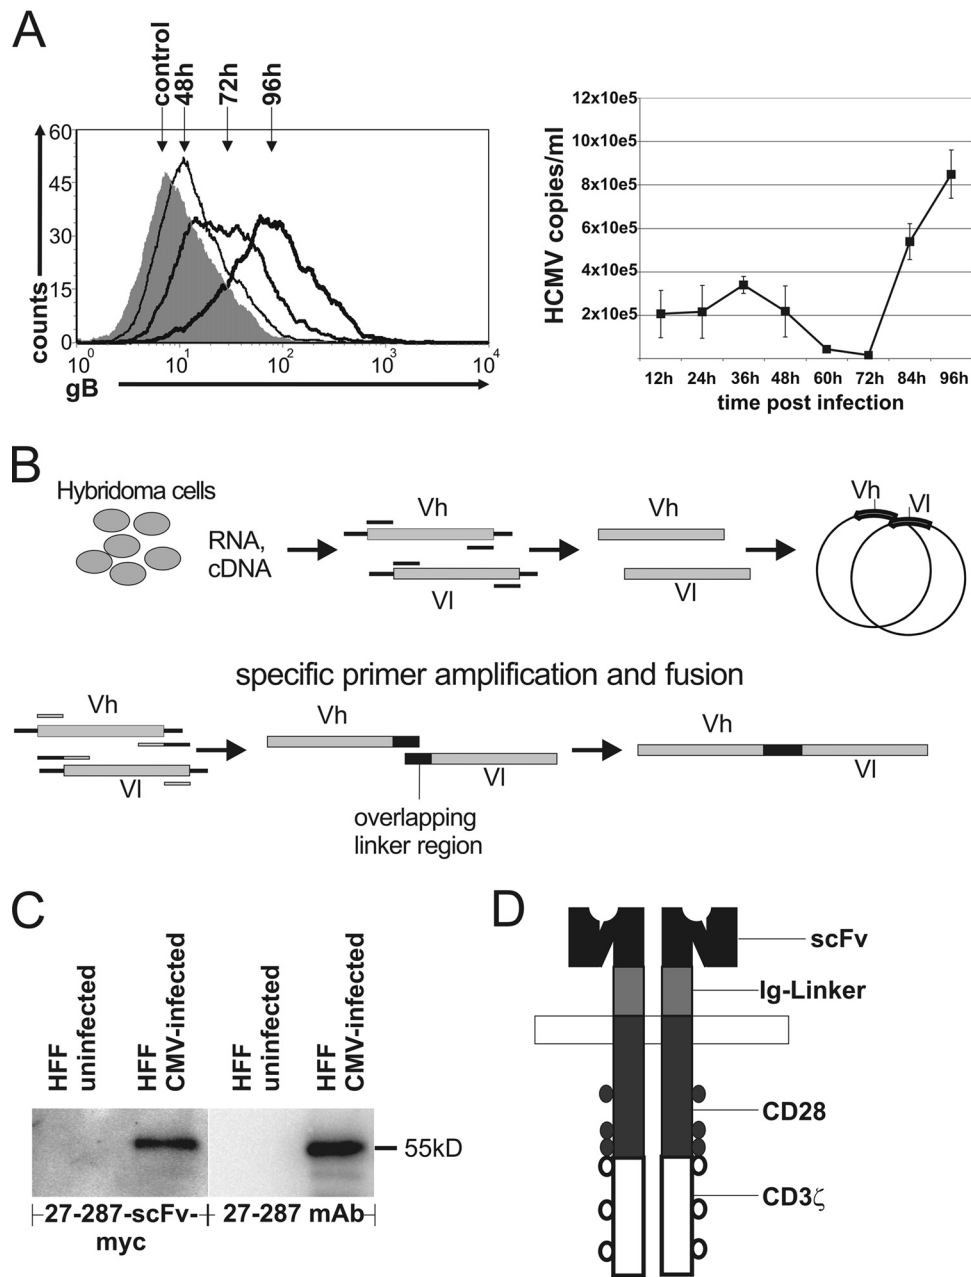 A
control
48h
72h
96h
60
45
30
15
0
counts
10^0
10^1
10^2
10^3
10^4
gB
12x10e5
10x10e5
8x10e5
6x10e5
4x10e5
2x10e5
HCMV copies/ml
12h 24h 36h 48h 60h 72h 84h 96h
time post infection
B
Hybridoma cells
RNA,
cDNA
Vh
Vl
Vh
Vl
Vh
Vl
specific primer amplification and fusion
Vh
Vl
Vh
Vl
overlapping
linker region
Vh
Vl
C
HFF
uninfected
HFF
CMV-infected
HFF
uninfected
HFF
CMV-infected
55kD
27-287-scFv-
myc
27-287 mAb
D
scFv
Ig-Linker
CD28
CD3ζ